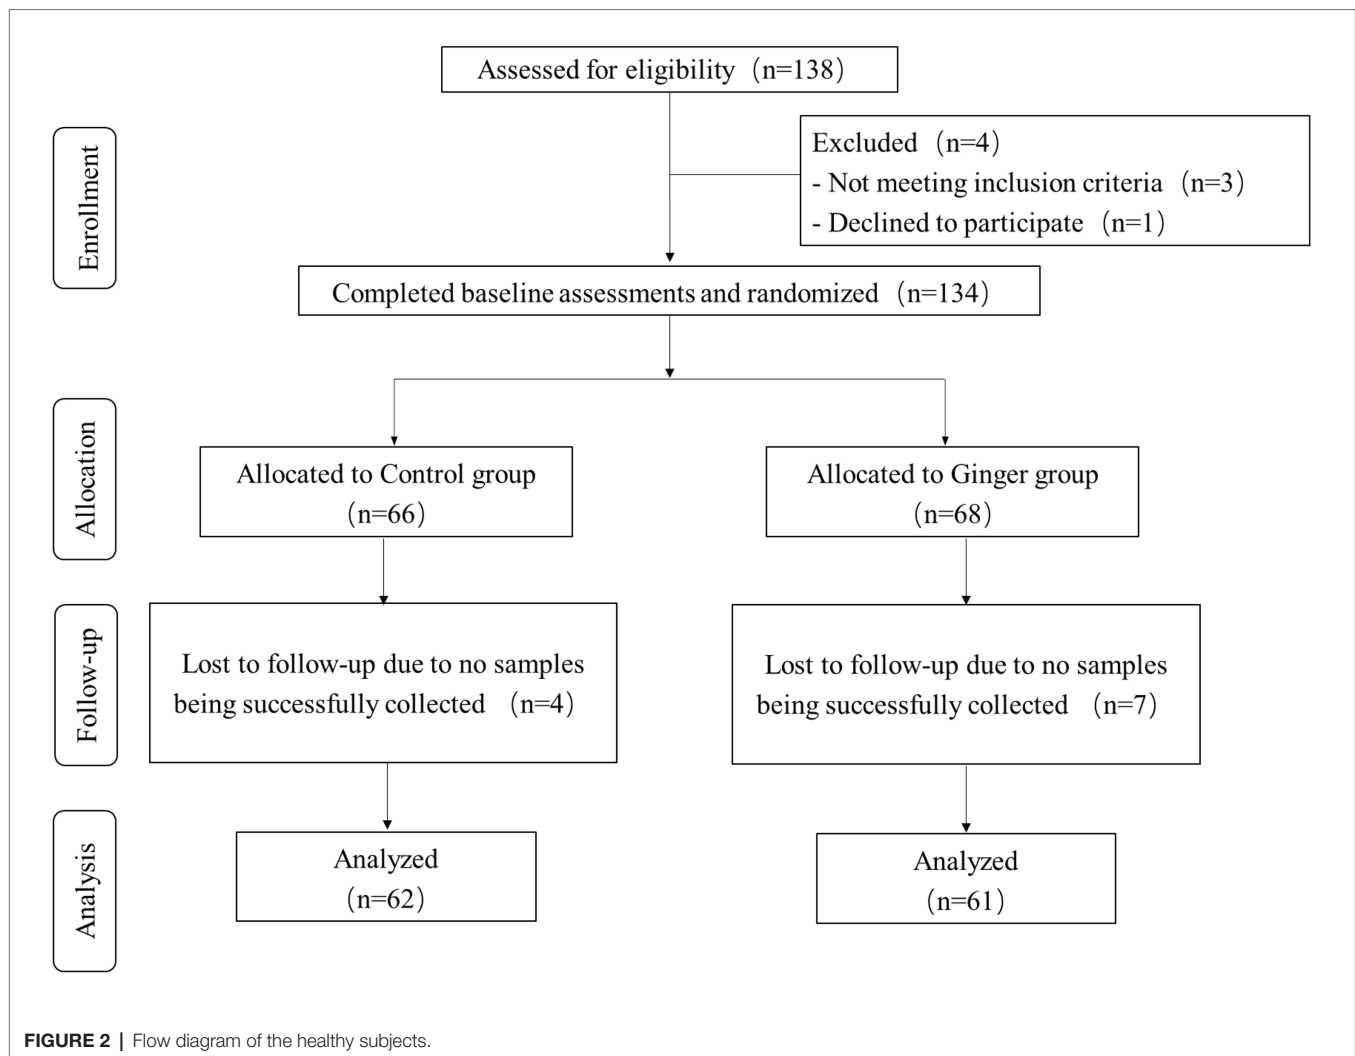 Assessed for eligibility（n=138）
Enrollment
Excluded（n=4）
- Not meeting inclusion criteria（n=3）
- Declined to participate（n=1）
Completed baseline assessments and randomized（n=134）
Allocation
Allocated to Control group
（n=66）
Allocated to Ginger group
（n=68）
Follow-up
Lost to follow-up due to no samples
being successfully collected（n=4）
Lost to follow-up due to no samples
being successfully collected（n=7）
Analysis
Analyzed
（n=62）
Analyzed
（n=61）
FIGURE 2 | Flow diagram of the healthy subjects.